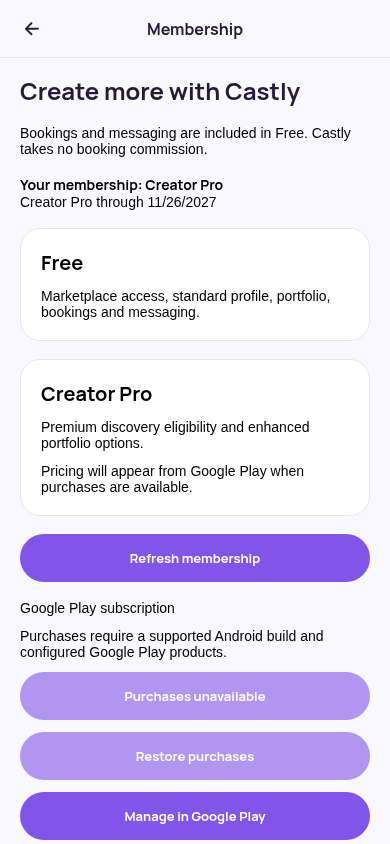 Membership
Create more with Castly
Bookings and messaging are included in Free. Castly
takes no booking commission.
Your membership: Creator Pro
Creator Pro through 11/26/2027
Free
Marketplace access, standard profile, portfolio,
bookings and messaging.
Creator Pro
Premium discovery eligibility and enhanced
portfolio options.
Pricing will appear from Google Play when
purchases are available.
Refresh membership
Google Play subscription
Purchases require a supported Android build and
configured Google Play products.
Purchases unavailable
Restore purchases
Manage in Google Play